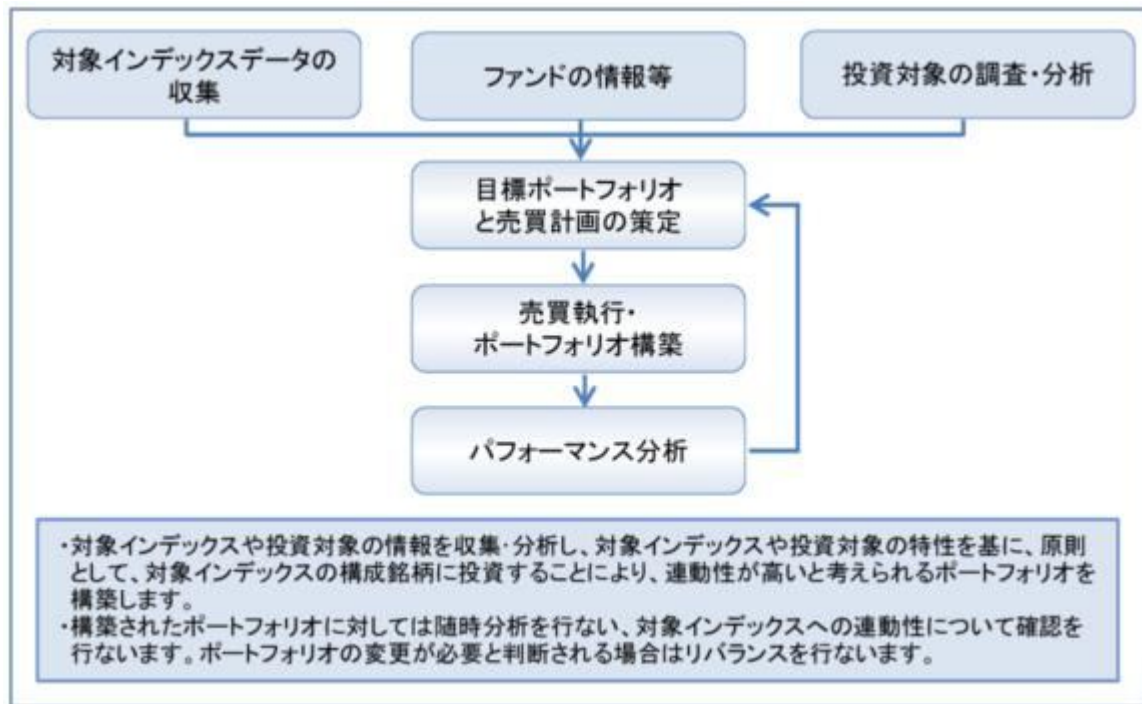 対象インデックスデータの
収集
ファンドの情報等
投資対象の調査・分析
目標ポートフォリオ
と売買計画の策定
売買執行・
ポートフォリオ構築
パフォーマンス分析
・対象インデックスや投資対象の情報を収集・分析し、対象インデックスや投資対象の特性を基に、原則
として、対象インデックスの構成銘柄に投資することにより、連動性が高いと考えられるポートフォリオを
構築します。
・構築されたポートフォリオに対しては随時分析を行ない、対象インデックスへの連動性について確認を
行ないます。ポートフォリオの変更が必要と判断される場合はリバランスを行ないます。